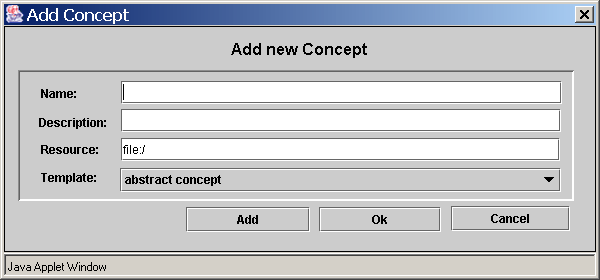 Add Concept
Add new Concept
Name:
Description:
Resource: file:/
Template: abstract concept
Add Ok Cancel
Java Applet Window